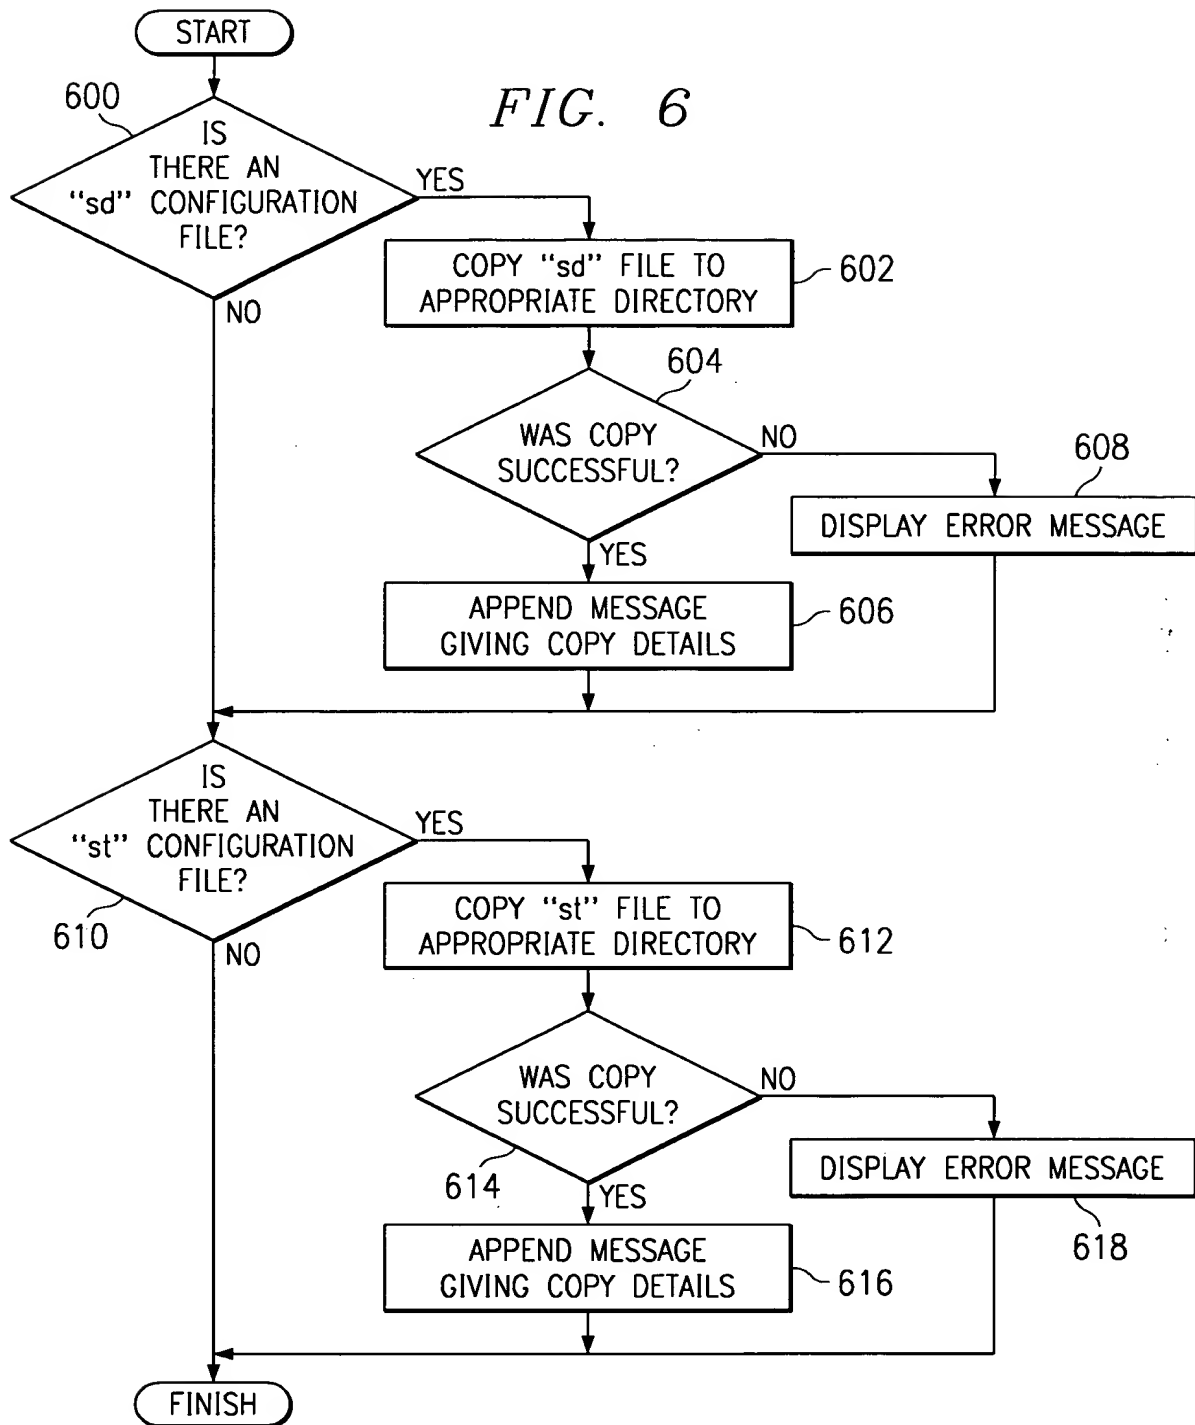 START
FIG. 6
600
IS
THERE AN
“sd” CONFIGURATION
FILE?
YES
NO
COPY “sd” FILE TO
APPROPRIATE DIRECTORY
602
604
WAS COPY
SUCCESSFUL?
NO
YES
608
DISPLAY ERROR MESSAGE
APPEND MESSAGE
GIVING COPY DETAILS
606
IS
THERE AN
“st” CONFIGURATION
FILE?
YES
610
NO
COPY “st” FILE TO
APPROPRIATE DIRECTORY
612
WAS COPY
SUCCESSFUL?
NO
614
YES
DISPLAY ERROR MESSAGE
618
APPEND MESSAGE
GIVING COPY DETAILS
616
FINISH